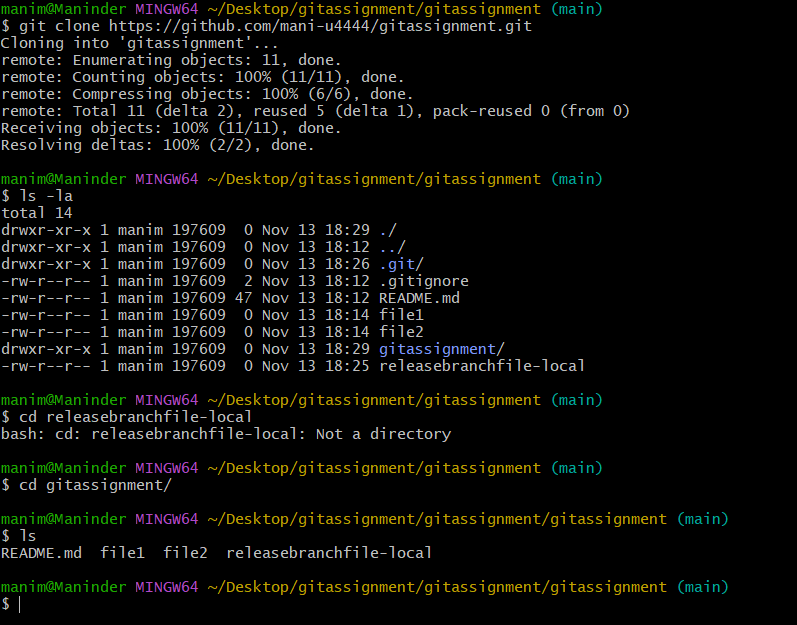 manim@Maninder MINGW64 ~/Desktop/gitassignment/gitassignment (main)
$ git clone https://github.com/mani-u4444/gitassignment.git
Cloning into 'gitassignment'...
remote: Enumerating objects: 11, done.
remote: Counting objects: 100% (11/11), done.
remote: Compressing objects: 100% (6/6), done.
remote: Total 11 (delta 2), reused 5 (delta 1), pack-reused 0 (from 0)
Receiving objects: 100% (11/11), done.
Resolving deltas: 100% (2/2), done.
manim@Maninder MINGW64 ~/Desktop/gitassignment/gitassignment (main)
$ ls -la
total 14
drwxr-xr-x 1 manim 197609  0 Nov 13 18:29 ./
drwxr-xr-x 1 manim 197609  0 Nov 13 18:12 ../
drwxr-xr-x 1 manim 197609  0 Nov 13 18:26 .git/
-rw-r--r-- 1 manim 197609  2 Nov 13 18:12 .gitignore
-rw-r--r-- 1 manim 197609 47 Nov 13 18:12 README.md
-rw-r--r-- 1 manim 197609  0 Nov 13 18:14 file1
-rw-r--r-- 1 manim 197609  0 Nov 13 18:14 file2
drwxr-xr-x 1 manim 197609  0 Nov 13 18:29 gitassignment/
-rw-r--r-- 1 manim 197609  0 Nov 13 18:25 releasebranchfile-local
manim@Maninder MINGW64 ~/Desktop/gitassignment/gitassignment (main)
$ cd releasebranchfile-local
bash: cd: releasebranchfile-local: Not a directory
manim@Maninder MINGW64 ~/Desktop/gitassignment/gitassignment (main)
$ cd gitassignment/
manim@Maninder MINGW64 ~/Desktop/gitassignment/gitassignment/gitassignment (main)
$ ls
README.md  file1  file2  releasebranchfile-local
manim@Maninder MINGW64 ~/Desktop/gitassignment/gitassignment/gitassignment (main)
$